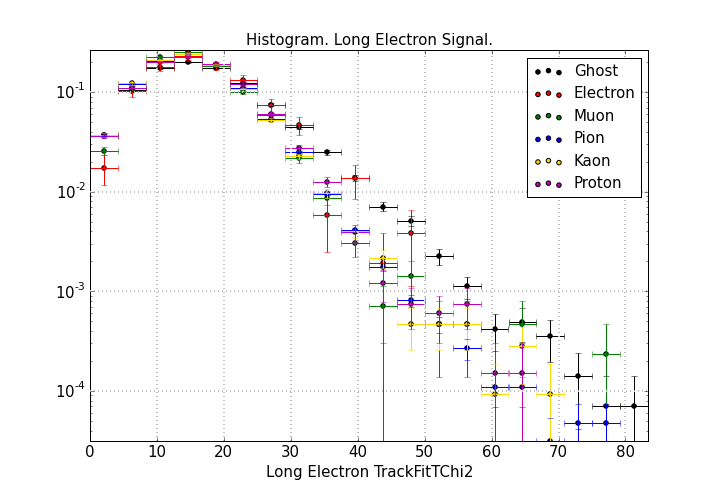 Histogram. Long Electron Signal.
Ghost
Electron
Muon
Pion
Kaon
Proton
10⁻¹
10⁻²
10⁻³
10⁻⁴
0 10 20 30 40 50 60 70 80
Long Electron TrackFitTChi2